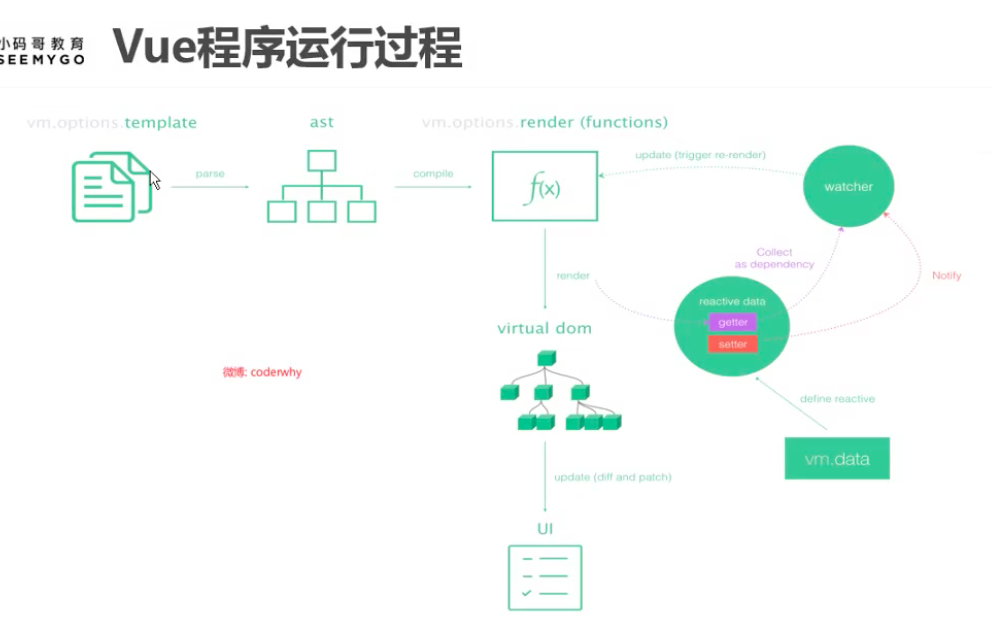 小码哥教育
SEEMYGO
Vue程序运行过程
vm.options.template
ast
vm.options.render (functions)
parse
compile
f(x)
update (trigger re-render)
watcher
Collect
as dependency
render
reactive data
getter
setter
Notify
virtual dom
微博: coderwhy
define reactive
vm.data
update (diff and patch)
UI